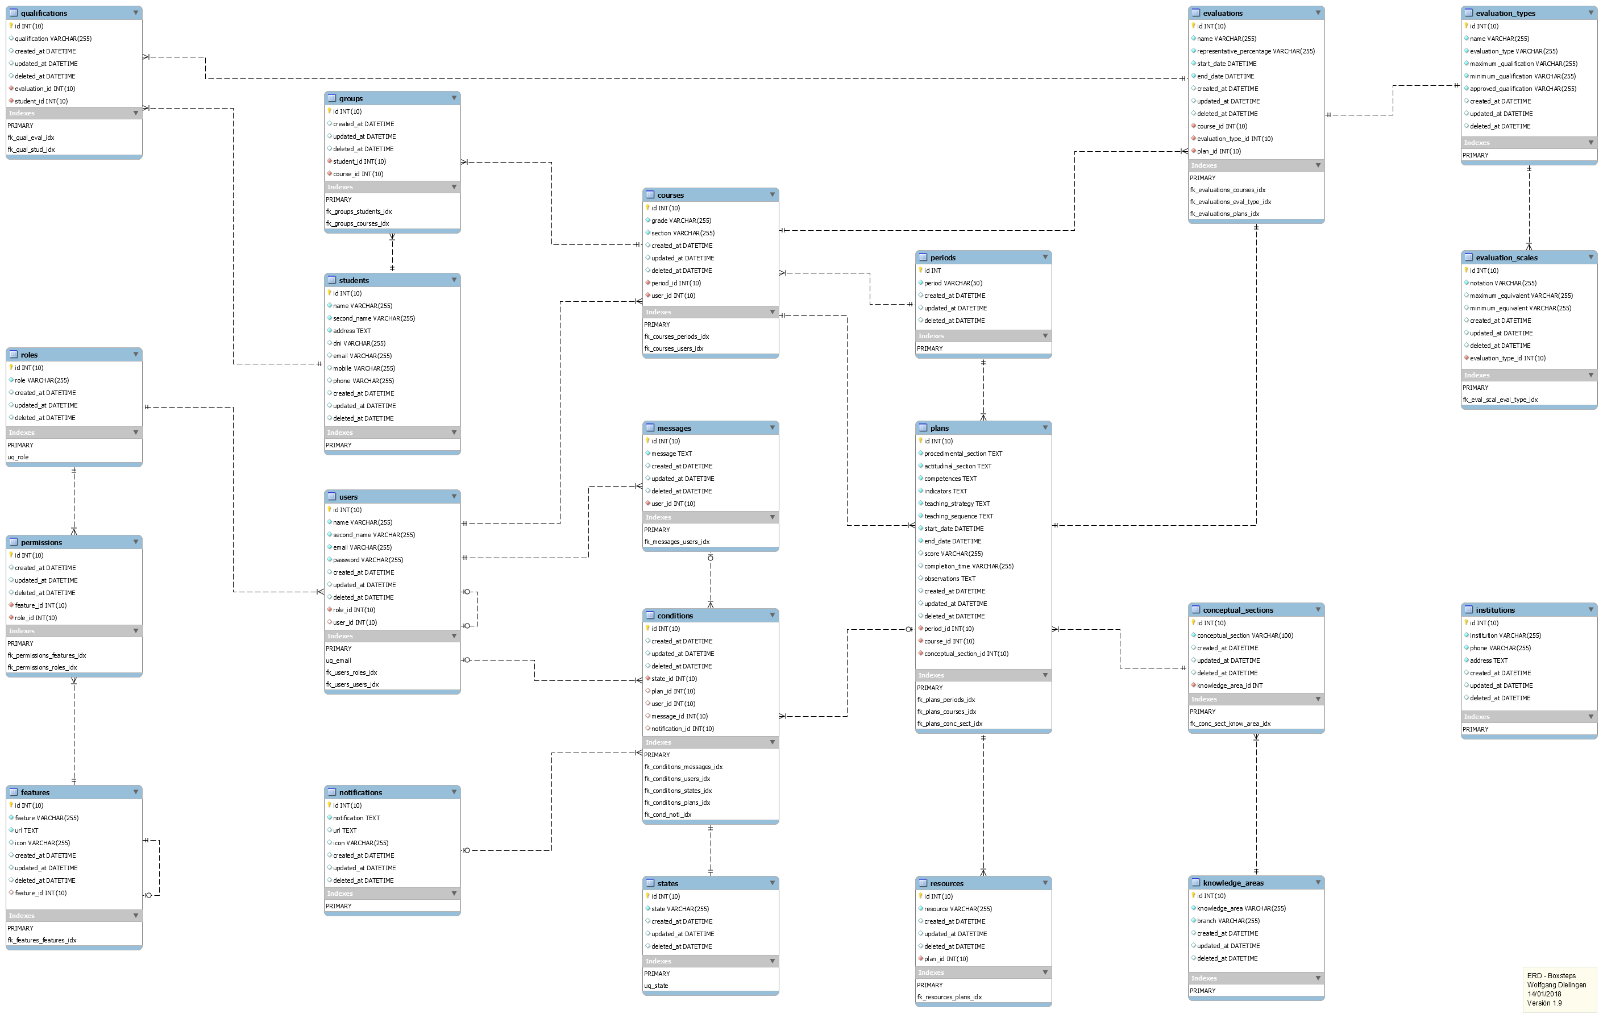 qualifications
id INT(10)
qualification VARCHAR(255)
created_at DATETIME
updated_at DATETIME
deleted_at DATETIME
evaluation_id INT(10)
student_id INT(10)
Indexes
PRIMARY
fk_qual_eval_idx
fk_qual_stud_idx
roles
id INT(10)
role VARCHAR(255)
created_at DATETIME
updated_at DATETIME
deleted_at DATETIME
Indexes
PRIMARY
uq_role
permissions
id INT(10)
created_at DATETIME
updated_at DATETIME
deleted_at DATETIME
feature_id INT(10)
role_id INT(10)
Indexes
PRIMARY
fk_permissions_features_idx
fk_permissions_roles_idx
features
id INT(10)
feature VARCHAR(255)
url TEXT
icon VARCHAR(255)
created_at DATETIME
updated_at DATETIME
deleted_at DATETIME
feature_id INT(10)
Indexes
PRIMARY
fk_features_features_idx
groups
id INT(10)
created_at DATETIME
updated_at DATETIME
deleted_at DATETIME
student_id INT(10)
course_id INT(10)
Indexes
PRIMARY
fk_groups_students_idx
fk_groups_courses_idx
students
id INT(10)
name VARCHAR(255)
second_name VARCHAR(255)
address TEXT
dni VARCHAR(255)
email VARCHAR(255)
mobile VARCHAR(255)
phone VARCHAR(255)
created_at DATETIME
updated_at DATETIME
deleted_at DATETIME
Indexes
PRIMARY
users
id INT(10)
name VARCHAR(255)
second_name VARCHAR(255)
email VARCHAR(255)
password VARCHAR(255)
created_at DATETIME
updated_at DATETIME
deleted_at DATETIME
role_id INT(10)
user_id INT(10)
Indexes
PRIMARY
uq_email
fk_users_roles_idx
fk_users_users_idx
notifications
id INT(10)
notification TEXT
url TEXT
icon VARCHAR(255)
created_at DATETIME
updated_at DATETIME
deleted_at DATETIME
Indexes
PRIMARY
courses
id INT(10)
grade VARCHAR(255)
section VARCHAR(255)
created_at DATETIME
updated_at DATETIME
deleted_at DATETIME
period_id INT(10)
user_id INT(10)
Indexes
PRIMARY
fk_courses_periods_idx
fk_courses_users_idx
messages
id INT(10)
message TEXT
created_at DATETIME
updated_at DATETIME
deleted_at DATETIME
user_id INT(10)
Indexes
PRIMARY
fk_messages_users_idx
conditions
id INT(10)
created_at DATETIME
updated_at DATETIME
deleted_at DATETIME
state_id INT(10)
plan_id INT(10)
user_id INT(10)
message_id INT(10)
notification_id INT(10)
Indexes
PRIMARY
fk_conditions_messages_idx
fk_conditions_users_idx
fk_conditions_states_idx
fk_conditions_plans_idx
fk_cond_noti_idx
states
id INT(10)
state VARCHAR(255)
created_at DATETIME
updated_at DATETIME
deleted_at DATETIME
Indexes
PRIMARY
uq_state
periods
id INT
period VARCHAR(50)
created_at DATETIME
updated_at DATETIME
deleted_at DATETIME
Indexes
PRIMARY
plans
id INT(10)
procedimental_section TEXT
actitudinal_section TEXT
competences TEXT
indicators TEXT
teaching_strategy TEXT
teaching_sequence TEXT
start_date DATETIME
end_date DATETIME
score VARCHAR(255)
completion_time VARCHAR(255)
observations TEXT
created_at DATETIME
updated_at DATETIME
deleted_at DATETIME
period_id INT(10)
course_id INT(10)
conceptual_section_id INT(10)
Indexes
PRIMARY
fk_plans_periods_idx
fk_plans_courses_idx
fk_plans_conc_sect_idx
resources
id INT(10)
resource VARCHAR(255)
created_at DATETIME
updated_at DATETIME
deleted_at DATETIME
plan_id INT(10)
Indexes
PRIMARY
fk_resources_plans_idx
evaluations
id INT(10)
name VARCHAR(255)
representative_percentage VARCHAR(255)
start_date DATETIME
end_date DATETIME
created_at DATETIME
updated_at DATETIME
deleted_at DATETIME
course_id INT(10)
evaluation_type_id INT(10)
plan_id INT(10)
Indexes
PRIMARY
fk_evaluations_courses_idx
fk_evaluations_eval_type_idx
fk_evaluations_plans_idx
conceptual_sections
id INT(10)
conceptual_section VARCHAR(100)
created_at DATETIME
updated_at DATETIME
deleted_at DATETIME
knowledge_area_id INT
Indexes
PRIMARY
fk_conc_sect_know_area_idx
knowledge_areas
id INT(10)
knowledge_area VARCHAR(255)
branch VARCHAR(255)
created_at DATETIME
updated_at DATETIME
deleted_at DATETIME
Indexes
PRIMARY
evaluation_types
id INT(10)
name VARCHAR(255)
evaluation_type VARCHAR(255)
maximum_qualification VARCHAR(255)
minimum_qualification VARCHAR(255)
approved_qualification VARCHAR(255)
created_at DATETIME
updated_at DATETIME
deleted_at DATETIME
Indexes
PRIMARY
evaluation_scales
id INT(10)
notation VARCHAR(255)
maximum_equivalent VARCHAR(255)
minimum_equivalent VARCHAR(255)
created_at DATETIME
updated_at DATETIME
deleted_at DATETIME
evaluation_type_id INT(10)
Indexes
PRIMARY
fk_eval_scal_eval_type_idx
institutions
id INT(10)
institution VARCHAR(255)
phone VARCHAR(255)
address TEXT
created_at DATETIME
updated_at DATETIME
deleted_at DATETIME
Indexes
PRIMARY
ERD - Boxsteps
Wolfgang Dielingen
14/01/2018
Versión 1.9